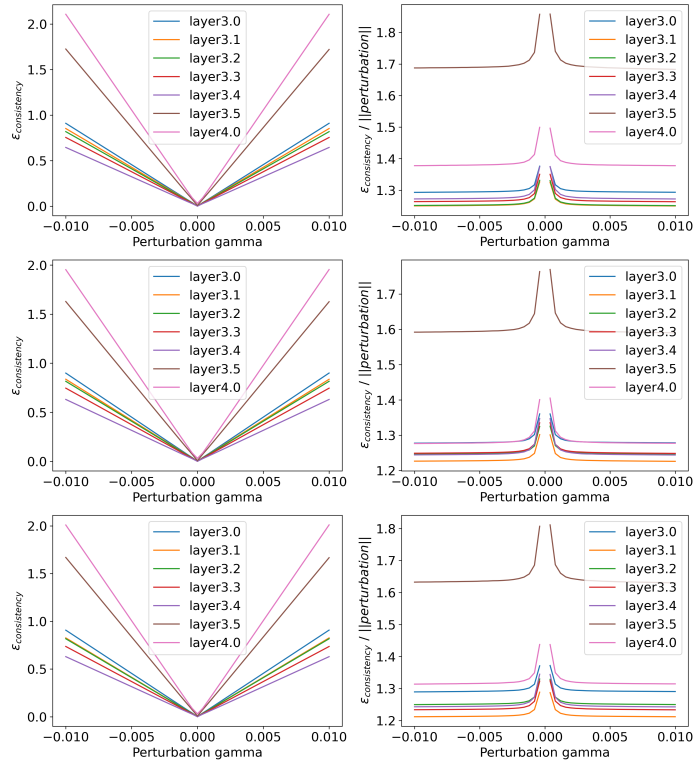 2.0
1.5
1.0
0.5
0.0
ε_consistency
layer3.0
layer3.1
layer3.2
layer3.3
layer3.4
layer3.5
layer4.0
−0.010 −0.005 0.000 0.005 0.010
Perturbation gamma
1.8
1.7
1.6
1.5
1.4
1.3
ε_consistency / ||perturbation||
layer3.0
layer3.1
layer3.2
layer3.3
layer3.4
layer3.5
layer4.0
−0.010 −0.005 0.000 0.005 0.010
Perturbation gamma
2.0
1.5
1.0
0.5
0.0
ε_consistency
layer3.0
layer3.1
layer3.2
layer3.3
layer3.4
layer3.5
layer4.0
−0.010 −0.005 0.000 0.005 0.010
Perturbation gamma
1.7
1.6
1.5
1.4
1.3
1.2
ε_consistency / ||perturbation||
layer3.0
layer3.1
layer3.2
layer3.3
layer3.4
layer3.5
layer4.0
−0.010 −0.005 0.000 0.005 0.010
Perturbation gamma
2.0
1.5
1.0
0.5
0.0
ε_consistency
layer3.0
layer3.1
layer3.2
layer3.3
layer3.4
layer3.5
layer4.0
−0.010 −0.005 0.000 0.005 0.010
Perturbation gamma
1.8
1.7
1.6
1.5
1.4
1.3
1.2
ε_consistency / ||perturbation||
layer3.0
layer3.1
layer3.2
layer3.3
layer3.4
layer3.5
layer4.0
−0.010 −0.005 0.000 0.005 0.010
Perturbation gamma